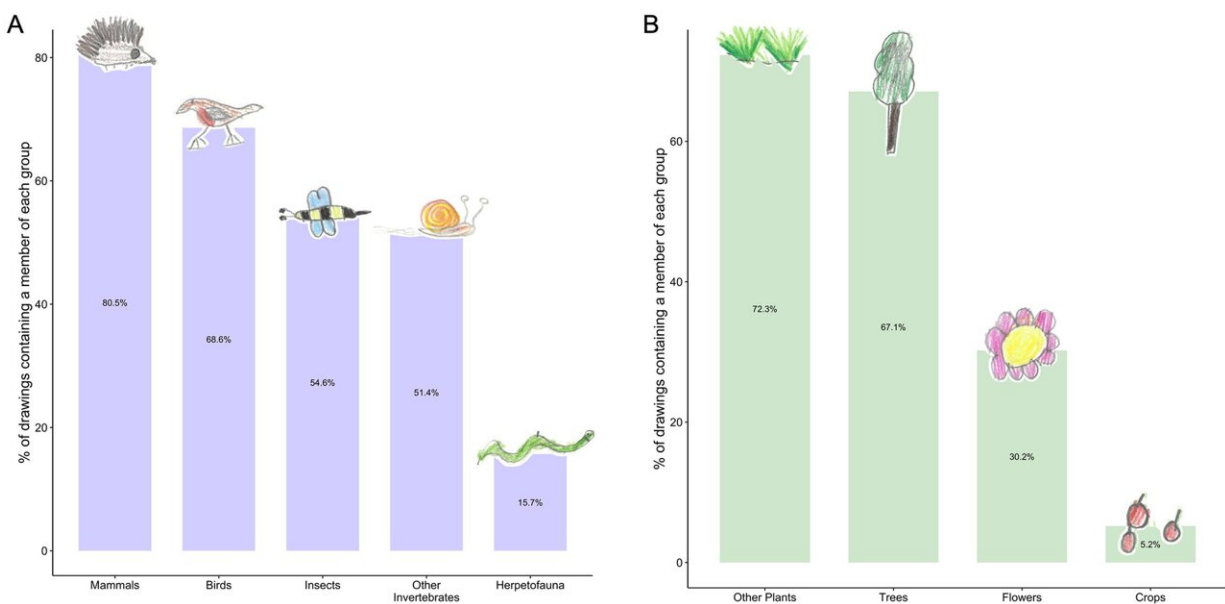 A
% of drawings containing a member of each group
80
60
40
20
0
80.5%
68.6%
54.6%
51.4%
15.7%
Mammals
Birds
Insects
Other
Invertebrates
Herpetofauna
B
% of drawings containing a member of each group
60
40
20
0
72.3%
67.1%
30.2%
5.2%
Other Plants
Trees
Flowers
Crops